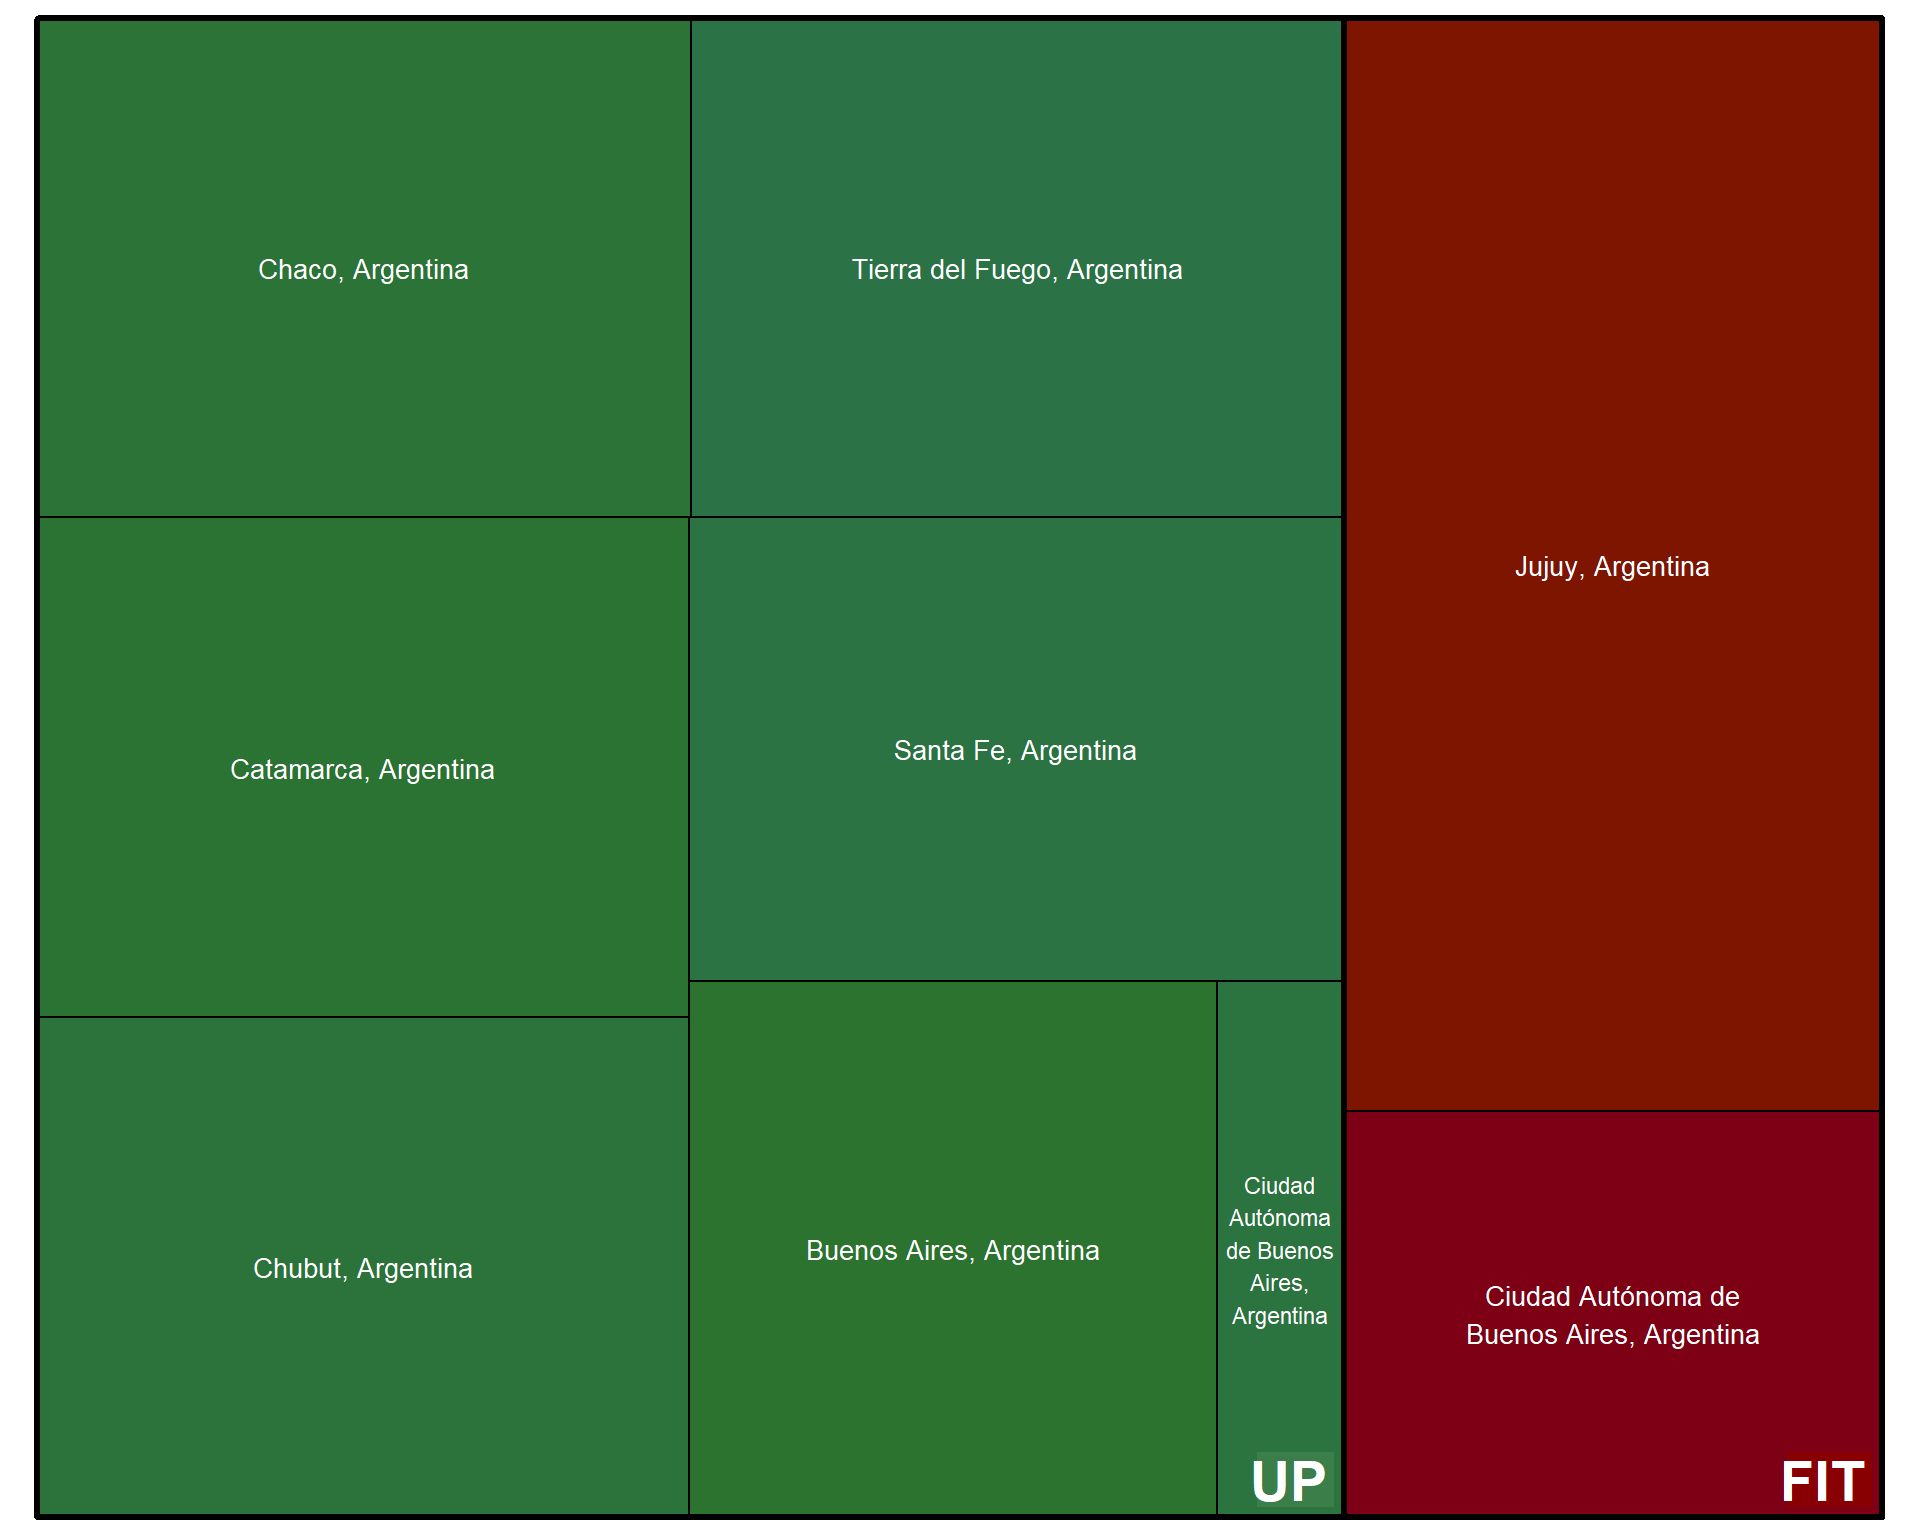 Chaco, Argentina
Tierra del Fuego, Argentina
Jujuy, Argentina
Catamarca, Argentina
Santa Fe, Argentina
Chubut, Argentina
Buenos Aires, Argentina
Ciudad
Autónoma
de Buenos
Aires,
Argentina
Ciudad Autónoma de
Buenos Aires, Argentina
UP
FIT